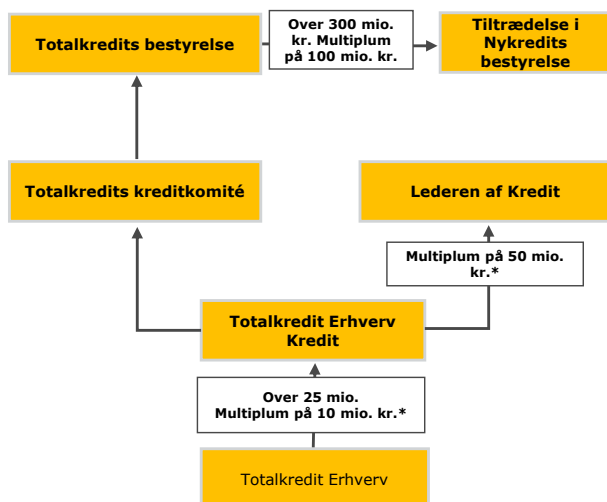 Totalkredits bestyrelse
Over 300 mio.
kr. Multiplum
på 100 mio. kr.
Tiltrædelse i
Nykredits
bestyrelse
Totalkredits kreditkomité
Lederen af Kredit
Multiplum på 50 mio.
kr.*
Totalkredit Erhverv
Kredit
Over 25 mio.
Multiplum på 10 mio. kr.*
Totalkredit Erhverv